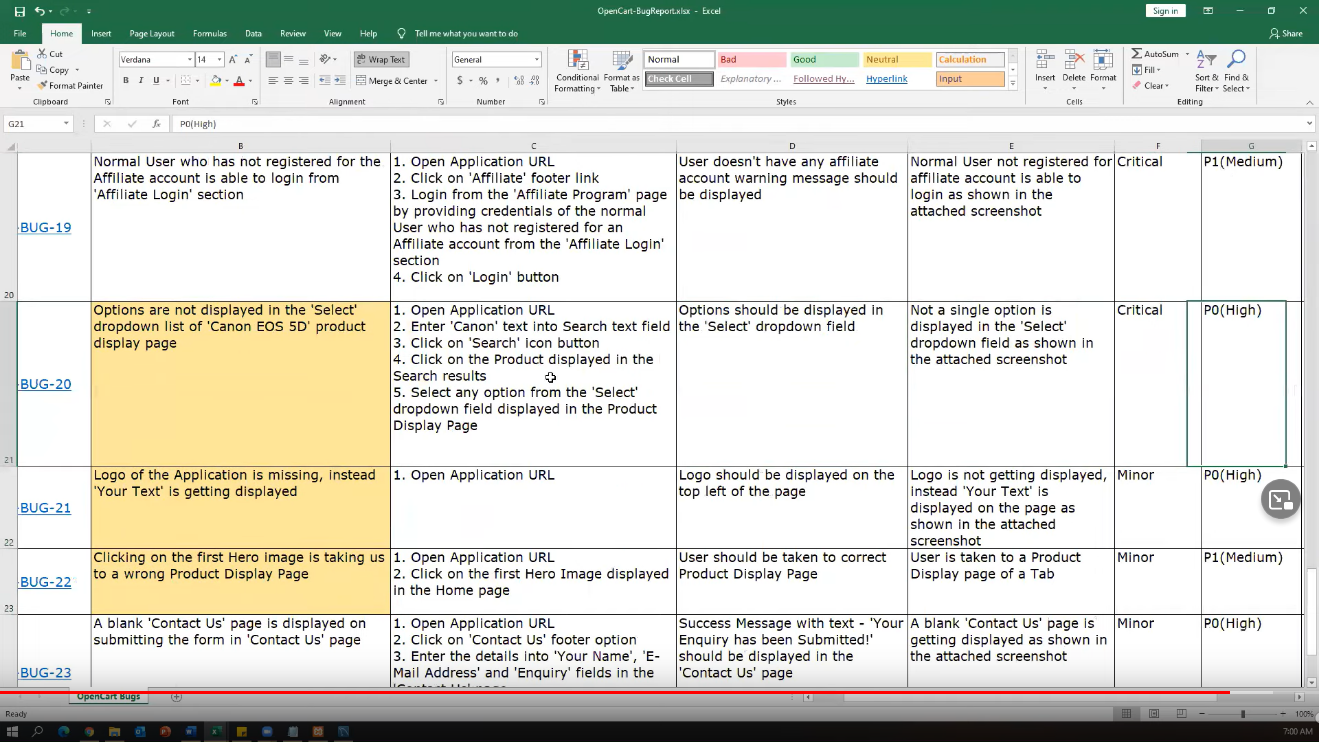 OpenCart-BugReport.xlsx - Excel
Sign in
File Home Insert Page Layout Formulas Data Review View Help Tell me what you want to do
Share
Paste
Cut
Copy
Format Painter
Clipboard
Verdana 14
B I U
Font
Wrap Text
Merge & Center
Alignment
General
$ % ,
Number
Conditional Formatting
Format as Table
Normal Bad Good Neutral Calculation
Check Cell Explanatory ... Followed Hy... Hyperlink Input
Styles
Insert Delete Format
Cells
AutoSum
Fill
Clear
Sort & Filter
Find & Select
Editing
G21
fx
P0(High)
B C D E F G
20
-BUG-19
Normal User who has not registered for the
Affiliate account is able to login from
'Affiliate Login' section
1. Open Application URL
2. Click on 'Affiliate' footer link
3. Login from the 'Affiliate Program' page
by providing credentials of the normal
User who has not registered for an
Affiliate account from the 'Affiliate Login'
section
4. Click on 'Login' button
User doesn't have any affiliate
account warning message should
be displayed
Normal User not registered for
affiliate account is able to
login as shown in the
attached screenshot
Critical
P1(Medium)
21
-BUG-20
Options are not displayed in the 'Select'
dropdown list of 'Canon EOS 5D' product
display page
1. Open Application URL
2. Enter 'Canon' text into Search text field
3. Click on 'Search' icon button
4. Click on the Product displayed in the
Search results
5. Select any option from the 'Select'
dropdown field displayed in the Product
Display Page
Options should be displayed in
the 'Select' dropdown field
Not a single option is
displayed in the 'Select'
dropdown field as shown in
the attached screenshot
Critical
P0(High)
22
-BUG-21
Logo of the Application is missing, instead
'Your Text' is getting displayed
1. Open Application URL
Logo should be displayed on the
top left of the page
Logo is not getting displayed,
instead 'Your Text' is
displayed on the page as
shown in the attached
screenshot
Minor
P0(High)
23
-BUG-22
Clicking on the first Hero image is taking us
to a wrong Product Display Page
1. Open Application URL
2. Click on the first Hero Image displayed
in the Home page
User should be taken to correct
Product Display Page
User is taken to a Product
Display page of a Tab
Minor
P1(Medium)
-BUG-23
A blank 'Contact Us' page is displayed on
submitting the form in 'Contact Us' page
1. Open Application URL
2. Click on 'Contact Us' footer option
3. Enter the details into 'Your Name', 'E-
Mail Address' and 'Enquiry' fields in the
Success Message with text - 'Your
Enquiry has been Submitted!'
should be displayed in the
'Contact Us' page
A blank 'Contact Us' page is
getting displayed as shown in
the attached screenshot
Minor
P0(High)
OpenCart Bugs
Ready
100%
7:00 AM